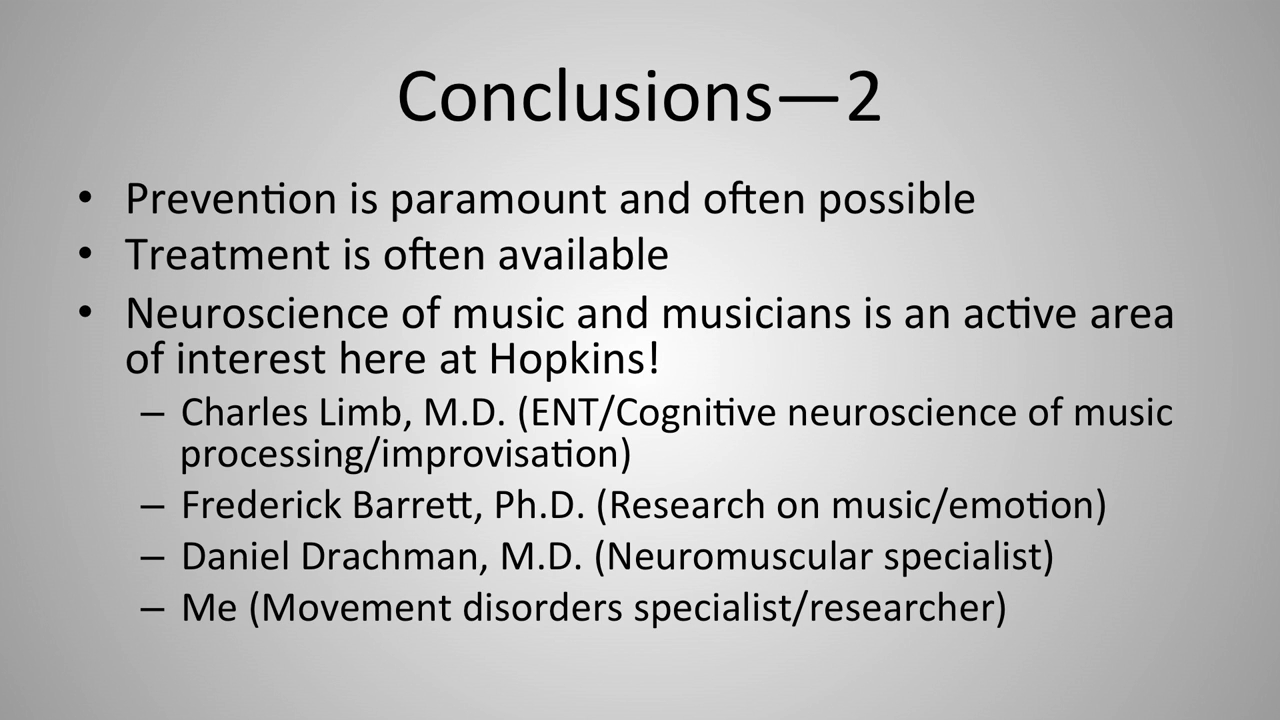 Conclusions—2
• Prevention is paramount and often possible
• Treatment is often available
• Neuroscience of music and musicians is an active area
of interest here at Hopkins!
– Charles Limb, M.D. (ENT/Cognitive neuroscience of music
processing/improvisation)
– Frederick Barrett, Ph.D. (Research on music/emotion)
– Daniel Drachman, M.D. (Neuromuscular specialist)
– Me (Movement disorders specialist/researcher)